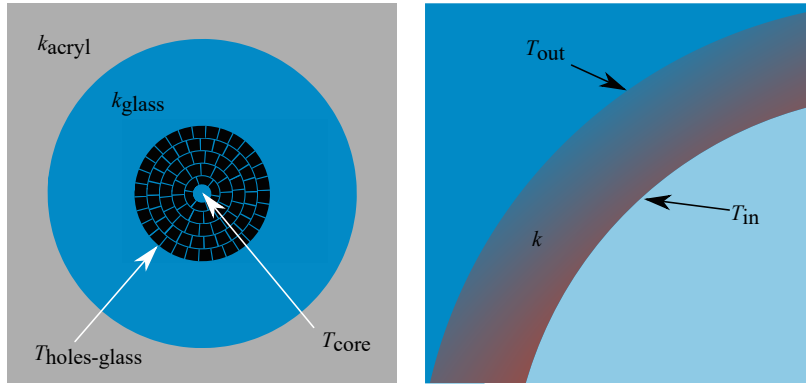 kacryl
kglass
Tholes-glass
Tcore
Tout
Tin
k